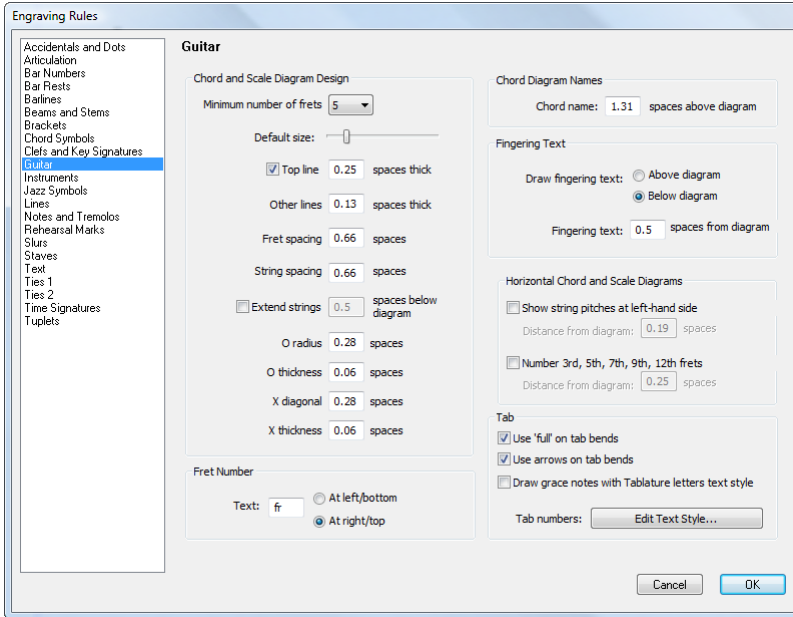 Engraving Rules
Accidentals and Dots
Articulation
Bar Numbers
Bar Rests
Barlines
Beams and Stems
Brackets
Chord Symbols
Clefs and Key Signatures
Guitar
Instruments
Jazz Symbols
Lines
Notes and Tremolos
Rehearsal Marks
Slurs
Staves
Text
Ties 1
Ties 2
Time Signatures
Tuplets
Guitar
Chord and Scale Diagram Design
Minimum number of frets 5
Default size:
Top line 0.25 spaces thick
Other lines 0.13 spaces thick
Fret spacing 0.66 spaces
String spacing 0.66 spaces
Extend strings 0.5 spaces below
diagram
O radius 0.28 spaces
O thickness 0.06 spaces
X diagonal 0.28 spaces
X thickness 0.06 spaces
Fret Number
Text: fr
At left/bottom
At right/top
Chord Diagram Names
Chord name: 1.31 spaces above diagram
Fingering Text
Draw fingering text:
Above diagram
Below diagram
Fingering text: 0.5 spaces from diagram
Horizontal Chord and Scale Diagrams
Show string pitches at left-hand side
Distance from diagram: 0.19 spaces
Number 3rd, 5th, 7th, 9th, 12th frets
Distance from diagram: 0.25 spaces
Tab
Use 'full' on tab bends
Use arrows on tab bends
Draw grace notes with Tablature letters text style
Tab numbers: Edit Text Style...
Cancel OK